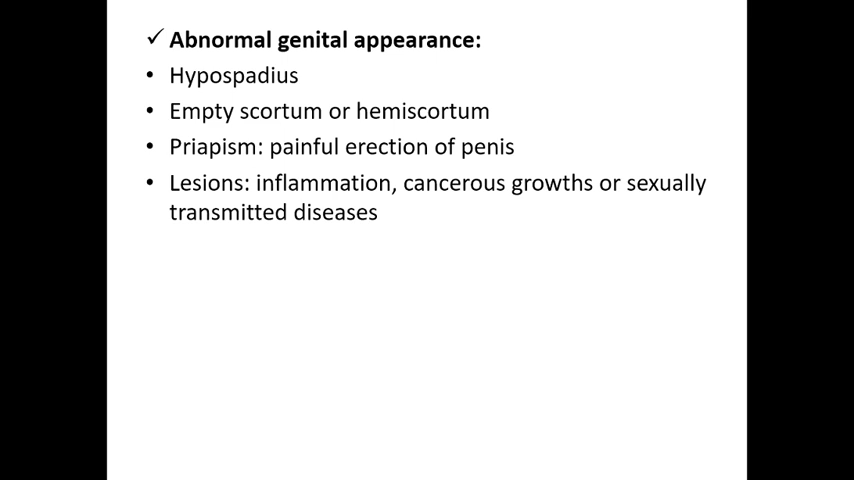 ✓ Abnormal genital appearance:
• Hypospadius
• Empty scortum or hemiscortum
• Priapism: painful erection of penis
• Lesions: inflammation, cancerous growths or sexually
transmitted diseases